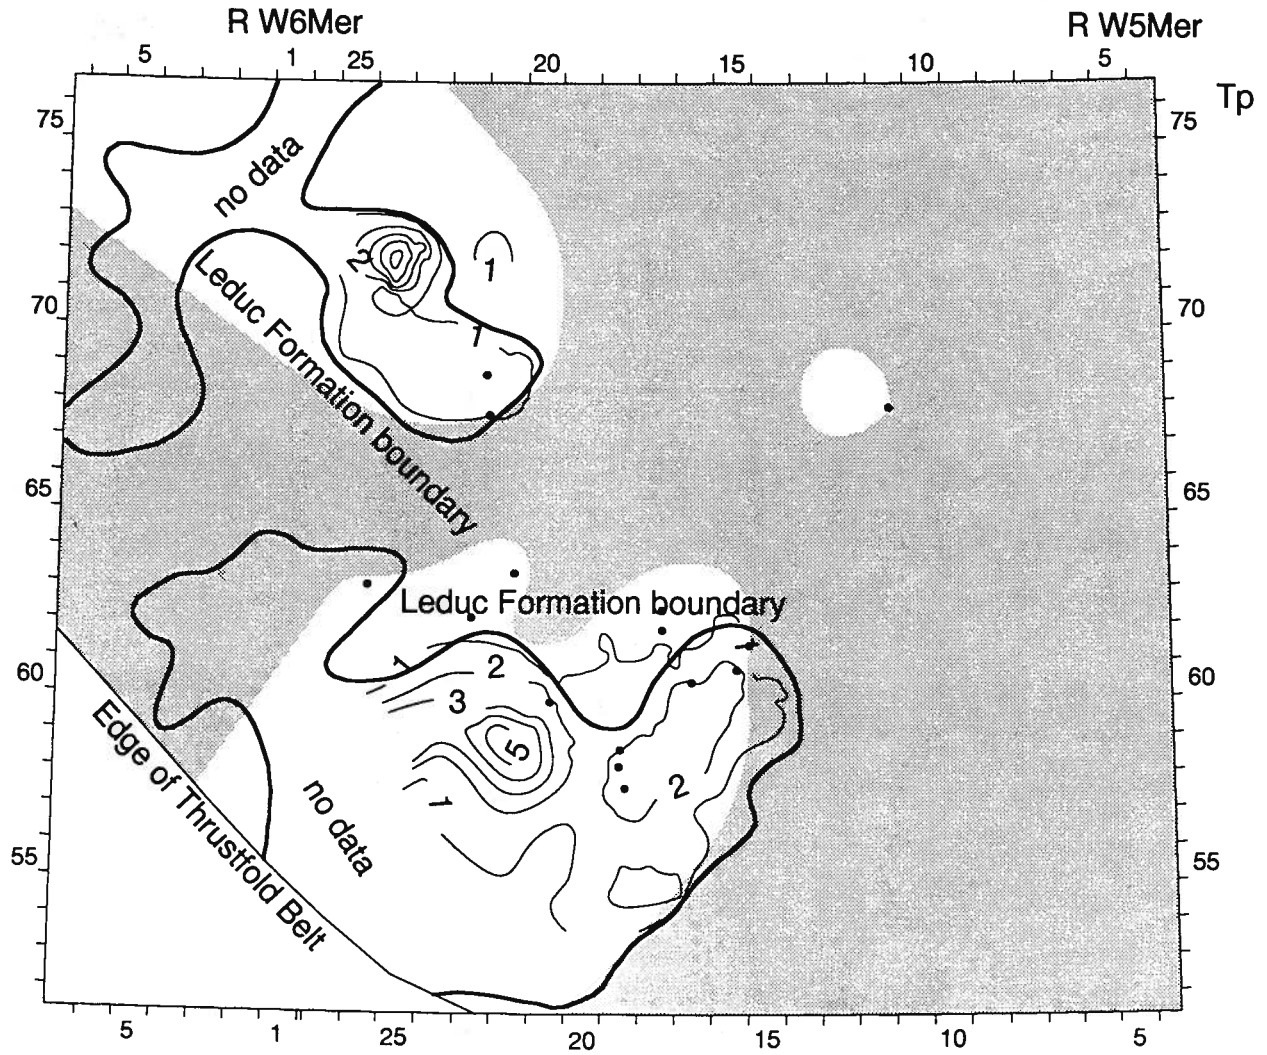 R W6Mer R W5Mer
5 1 25 20 15 10 5
Tp
75 75
no data
2 1
70 70
1
Leduc Formation boundary
65 65
Leduc Formation boundary
1 2
60 60
3
5
Edge of Thrustfold Belt
2
1
no data
55 55
5 1 25 20 15 10 5